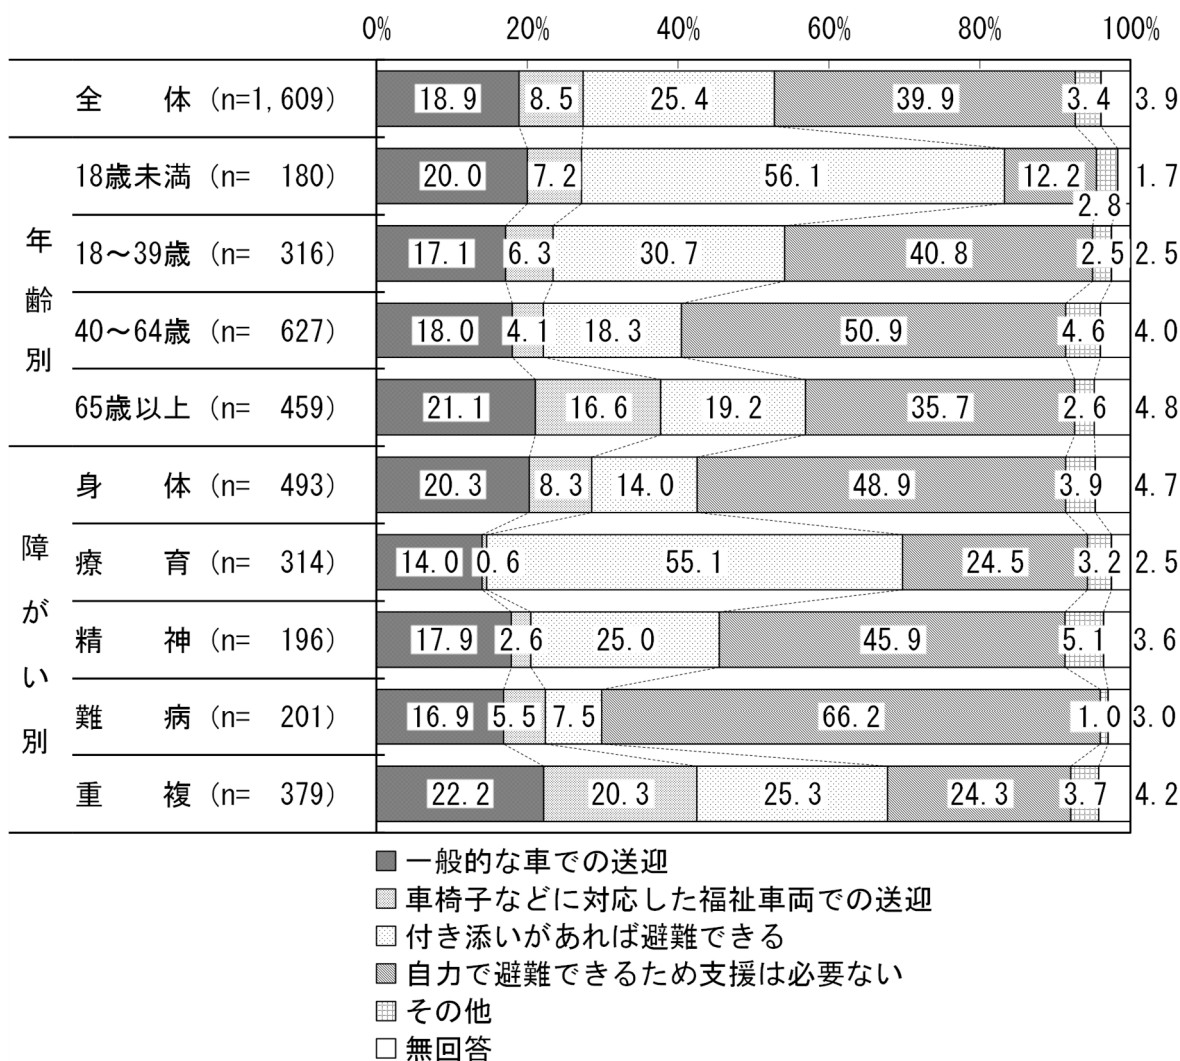 0% 20% 40% 60% 80% 100%
全 体 (n=1,609) 18.9 8.5 25.4 39.9 3.4 3.9
年齢別
18歳未満 (n= 180) 20.0 7.2 56.1 12.2 2.8 1.7
18～39歳 (n= 316) 17.1 6.3 30.7 40.8 2.5 2.5
40～64歳 (n= 627) 18.0 4.1 18.3 50.9 4.6 4.0
65歳以上 (n= 459) 21.1 16.6 19.2 35.7 2.6 4.8
障がい別
身 体 (n= 493) 20.3 8.3 14.0 48.9 3.9 4.7
療 育 (n= 314) 14.0 0.6 55.1 24.5 3.2 2.5
精 神 (n= 196) 17.9 2.6 25.0 45.9 5.1 3.6
難 病 (n= 201) 16.9 5.5 7.5 66.2 1.0 3.0
重 複 (n= 379) 22.2 20.3 25.3 24.3 3.7 4.2
一般的な車での送迎
車椅子などに対応した福祉車両での送迎
付き添いがあれば避難できる
自力で避難できるため支援は必要ない
その他
無回答